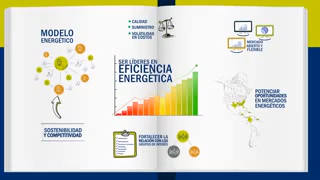 MODELO
ENERGÉTICO
SOSTENIBILIDAD
Y COMPETITIVIDAD
• CALIDAD
• SUMINISTRO
• VOLATILIDAD
EN COSTOS
SER LÍDERES EN
EFICIENCIA
ENERGÉTICA
FORTALECER LA
RELACIÓN CON LOS
GRUPOS DE INTERÉS
MERCADO
ABIERTO Y
FLEXIBLE
POTENCIAR
OPORTUNIDADES
EN MERCADOS
ENERGÉTICOS